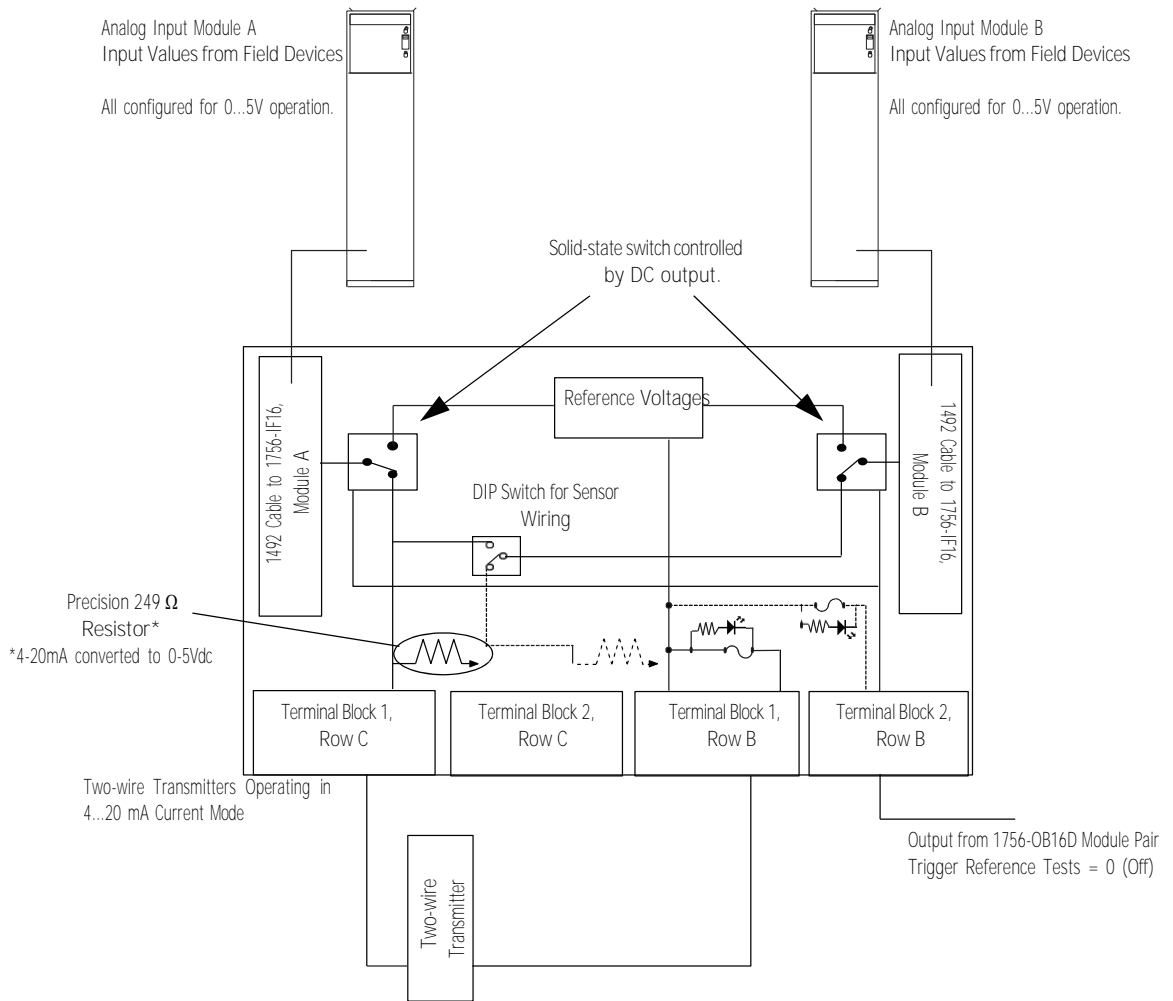 Analog Input Module A
Input Values from Field Devices
All configured for 0...5V operation.
Analog Input Module B
Input Values from Field Devices
All configured for 0...5V operation.
Solid-state switch controlled
by DC output.
1492 Cable to 1756-IF16,
Module A
Reference Voltages
1492 Cable to 1756-IF16,
Module B
DIP Switch for Sensor
Wiring
Precision 249 Ω
Resistor*
*4-20mA converted to 0-5Vdc
Terminal Block 1,
Row C
Terminal Block 2,
Row C
Terminal Block 1,
Row B
Terminal Block 2,
Row B
Two-wire Transmitters Operating in
4...20 mA Current Mode
Two-wire
Transmitter
Output from 1756-OB16D Module Pair
Trigger Reference Tests = 0 (Off)